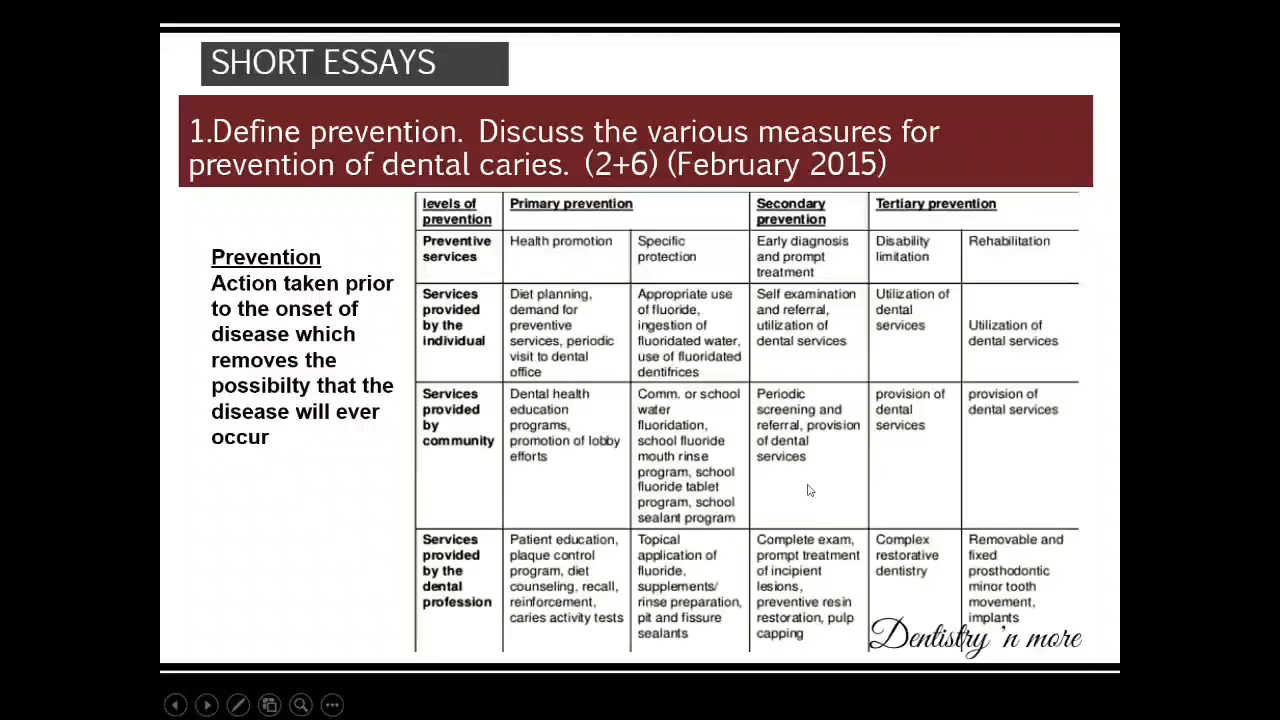 SHORT ESSAYS
1.Define prevention. Discuss the various measures for
prevention of dental caries. (2+6) (February 2015)
Prevention
Action taken prior
to the onset of
disease which
removes the
possibilty that the
disease will ever
occur
levels of
prevention
Primary prevention
Secondary
prevention
Tertiary prevention
Preventive
services
Health promotion
Specific
protection
Early diagnosis
and prompt
treatment
Disability
limitation
Rehabilitation
Services
provided
by the
individual
Diet planning,
demand for
preventive
services, periodic
visit to dental
office
Appropriate use
of fluoride,
ingestion of
fluoridated water,
use of fluoridated
dentifrices
Self examination
and referral,
utilization of
dental services
Utilization of
dental
services
Utilization of
dental services
Services
provided
by
community
Dental health
education
programs,
promotion of lobby
efforts
Comm. or school
water
fluoridation,
school fluoride
mouth rinse
program, school
fluoride tablet
program, school
sealant program
Periodic
screening and
referral, provision
of dental
services
provision of
dental
services
provision of
dental services
Services
provided
by the
dental
profession
Patient education,
plaque control
program, diet
counseling, recall,
reinforcement,
caries activity tests
Topical
application of
fluoride,
supplements/
rinse preparation,
pit and fissure
sealants
Complete exam,
prompt treatment
of incipient
lesions,
preventive resin
restoration, pulp
capping
Complex
restorative
dentistry
Removable and
fixed
prosthodontic
minor tooth
movement,
implants
Dentistry 'n more